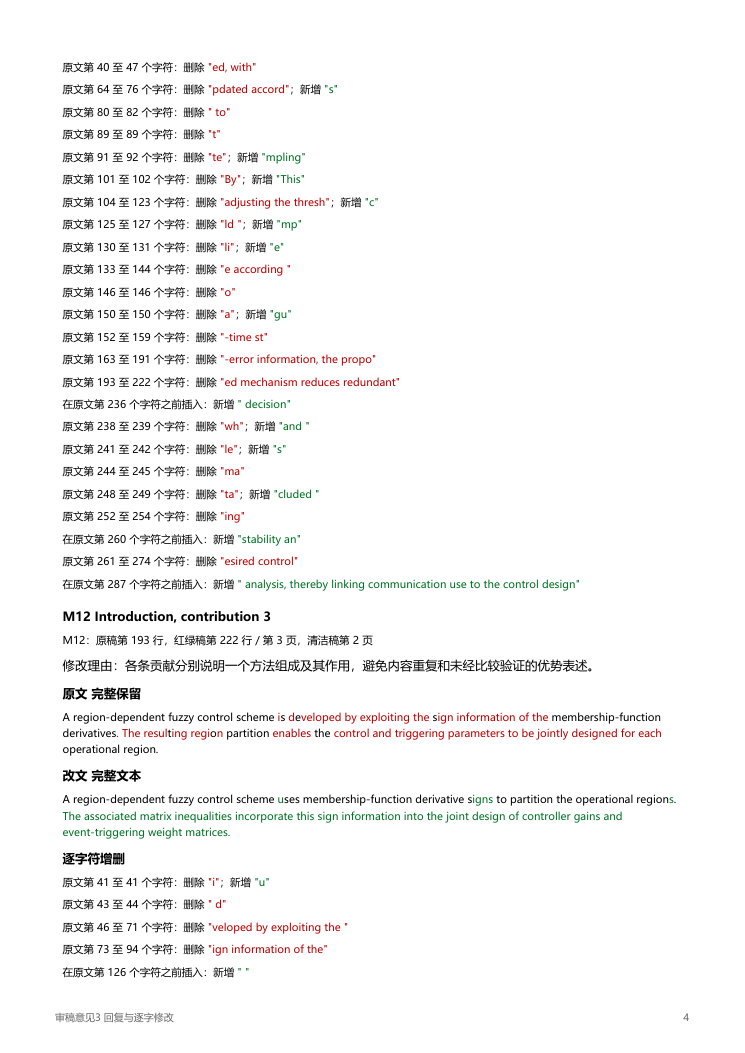 原文第 40 至 47 个字符：删除 "ed, with"
原文第 64 至 76 个字符：删除 "pdated accord"；新增 "s"
原文第 80 至 82 个字符：删除 " to"
原文第 89 至 89 个字符：删除 "t"
原文第 91 至 92 个字符：删除 "te"；新增 "mpling"
原文第 101 至 102 个字符：删除 "By"；新增 "This"
原文第 104 至 123 个字符：删除 "adjusting the thresh"；新增 "c"
原文第 125 至 127 个字符：删除 "ld "；新增 "mp"
原文第 130 至 131 个字符：删除 "li"；新增 "e"
原文第 133 至 144 个字符：删除 "e according "
原文第 146 至 146 个字符：删除 "o"
原文第 150 至 150 个字符：删除 "a"；新增 "gu"
原文第 152 至 159 个字符：删除 "-time st"
原文第 163 至 191 个字符：删除 "-error information, the propo"
原文第 193 至 222 个字符：删除 "ed mechanism reduces redundant"
在原文第 236 个字符之前插入：新增 " decision"
原文第 238 至 239 个字符：删除 "wh"；新增 "and "
原文第 241 至 242 个字符：删除 "le"；新增 "s"
原文第 244 至 245 个字符：删除 "ma"
原文第 248 至 249 个字符：删除 "ta"；新增 "cluded "
原文第 252 至 254 个字符：删除 "ing"
在原文第 260 个字符之前插入：新增 "stability an"
原文第 261 至 274 个字符：删除 "esired control"
在原文第 287 个字符之前插入：新增 " analysis, thereby linking communication use to the control design"
M12 Introduction, contribution 3
M12：原稿第 193 行，红绿稿第 222 行 / 第 3 页，清洁稿第 2 页
修改理由：各条贡献分别说明一个方法组成及其作用，避免内容重复和未经比较验证的优势表述。
原文 完整保留
A region-dependent fuzzy control scheme is developed by exploiting the sign information of the membership-function
derivatives. The resulting region partition enables the control and triggering parameters to be jointly designed for each
operational region.
改文 完整文本
A region-dependent fuzzy control scheme uses membership-function derivative signs to partition the operational regions.
The associated matrix inequalities incorporate this sign information into the joint design of controller gains and
event-triggering weight matrices.
逐字符增删
原文第 41 至 41 个字符：删除 "i"；新增 "u"
原文第 43 至 44 个字符：删除 " d"
原文第 46 至 71 个字符：删除 "veloped by exploiting the "
原文第 73 至 94 个字符：删除 "ign information of the"
在原文第 126 个字符之前插入：新增 " "
审稿意见3 回复与逐字修改
4